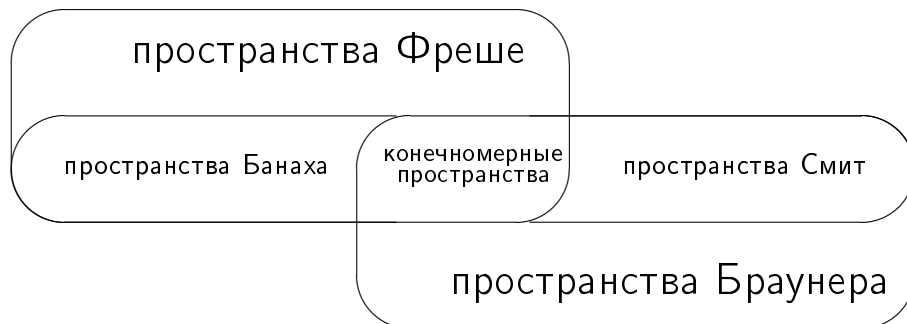 пространства Фреше
пространства Банаха
конечномерные
пространства
пространства Смит
пространства Браунера